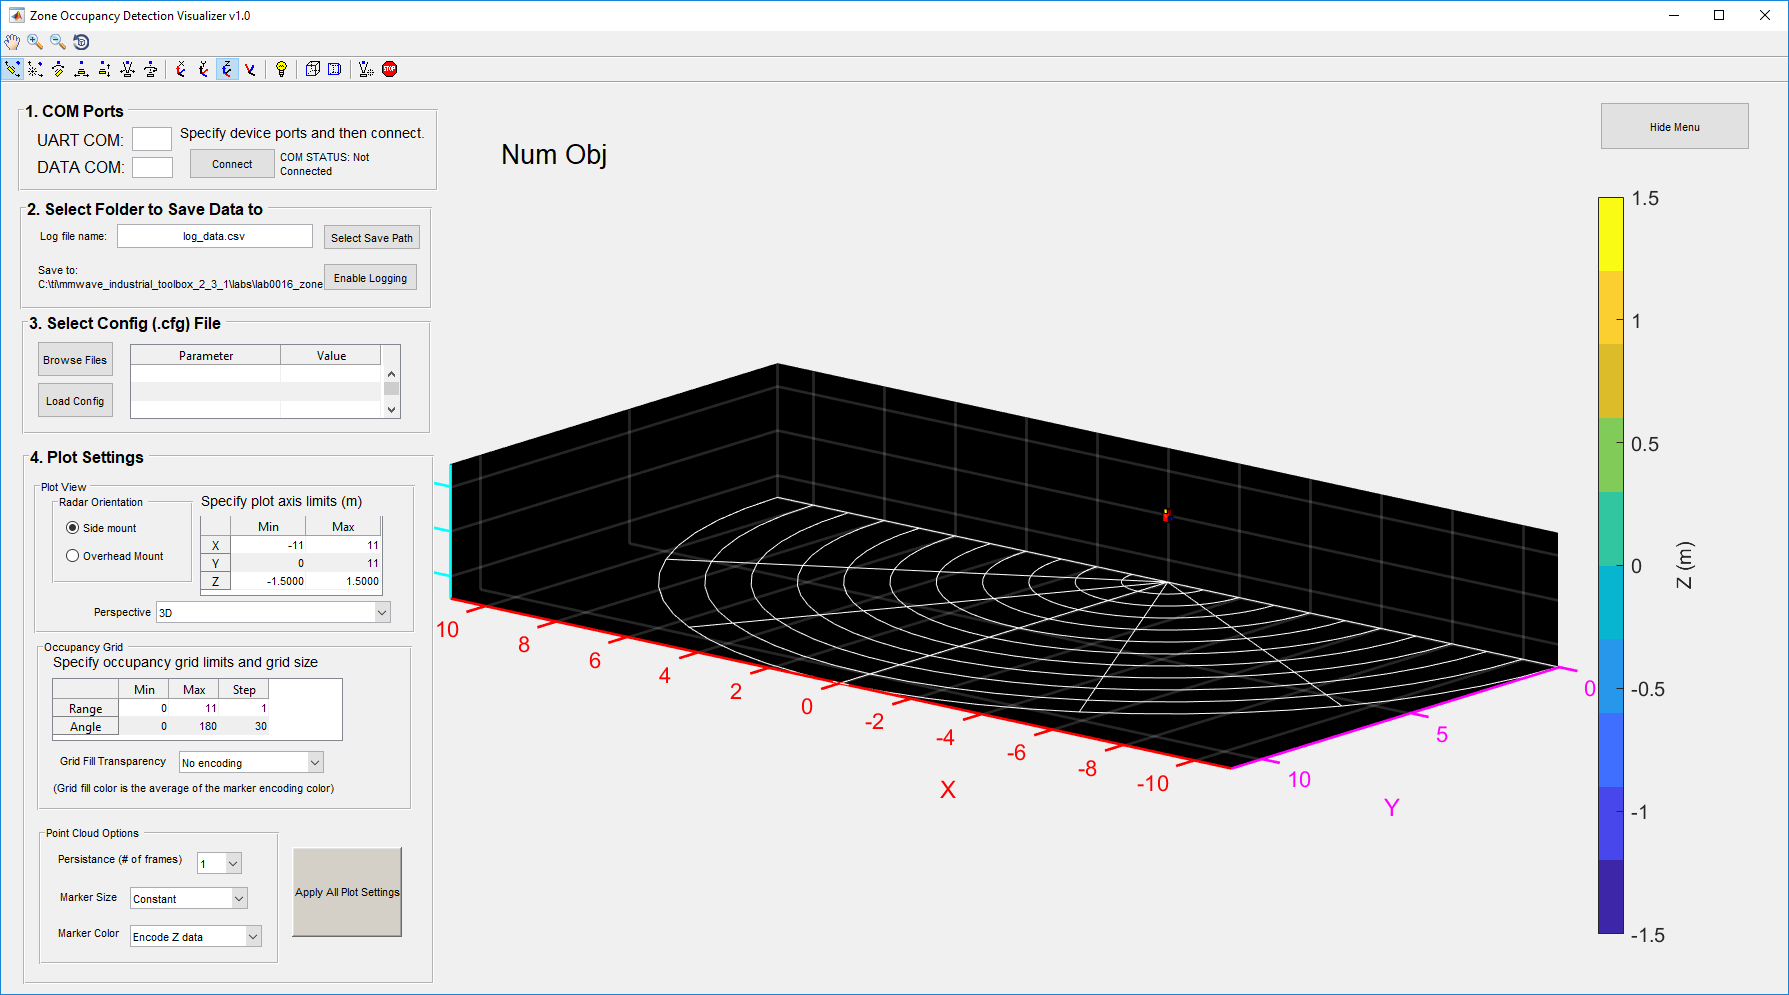 Zone Occupancy Detection Visualizer v1.0
STOP
1. COM Ports
UART COM:
Specify device ports and then connect.
DATA COM:
Connect
COM STATUS: Not
Connected
2. Select Folder to Save Data to
Log file name:
log_data.csv
Select Save Path
Save to:
C:\ti\mmwave_industrial_toolbox_2_3_1\labs\lab0016_zone
Enable Logging
3. Select Config (.cfg) File
Browse Files
Load Config
Parameter Value
4. Plot Settings
Plot View
Radar Orientation
Side mount
Overhead Mount
Specify plot axis limits (m)
Min Max
X -11 11
Y 0 11
Z -1.5000 1.5000
Perspective 3D
Occupancy Grid
Specify occupancy grid limits and grid size
Min Max Step
Range 0 11 1
Angle 0 180 30
Grid Fill Transparency No encoding
(Grid fill color is the average of the marker encoding color)
Point Cloud Options
Persistance (# of frames) 1
Marker Size Constant
Marker Color Encode Z data
Apply All Plot Settings
Num Obj
Hide Menu
10
8
6
4
2
0
-2
-4
-6
-8
-10
X
0
5
10
Y
1.5
1
0.5
0
-0.5
-1
-1.5
Z (m)